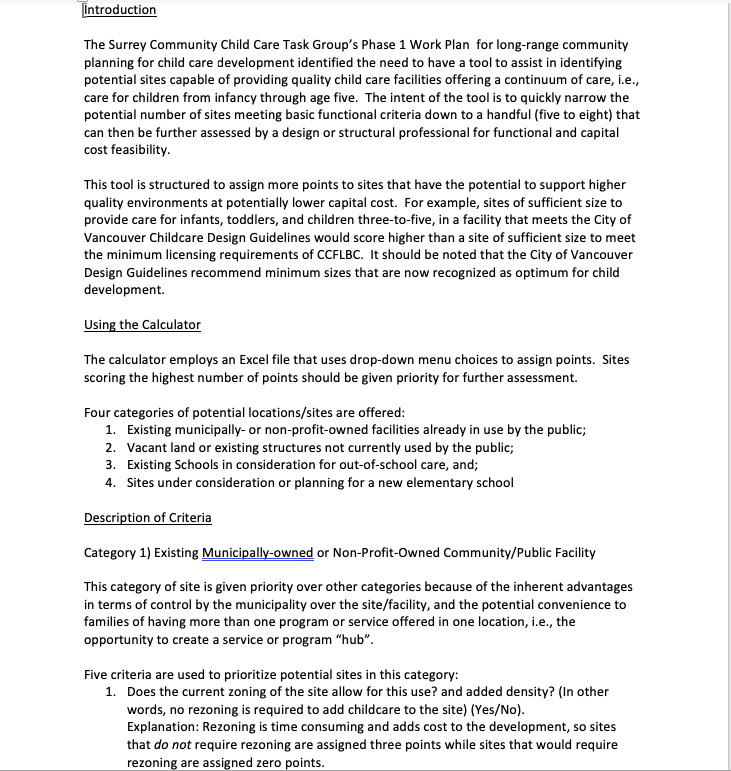 Introduction
The Surrey Community Child Care Task Group's Phase 1 Work Plan  for long-range community
planning for child care development identified the need to have a tool to assist in identifying
potential sites capable of providing quality child care facilities offering a continuum of care, i.e.,
care for children from infancy through age five.  The intent of the tool is to quickly narrow the
potential number of sites meeting basic functional criteria down to a handful (five to eight) that
can then be further assessed by a design or structural professional for functional and capital
cost feasibility.
This tool is structured to assign more points to sites that have the potential to support higher
quality environments at potentially lower capital cost.  For example, sites of sufficient size to
provide care for infants, toddlers, and children three-to-five, in a facility that meets the City of
Vancouver Childcare Design Guidelines would score higher than a site of sufficient size to meet
the minimum licensing requirements of CCFLBC.  It should be noted that the City of Vancouver
Design Guidelines recommend minimum sizes that are now recognized as optimum for child
development.
Using the Calculator
The calculator employs an Excel file that uses drop-down menu choices to assign points.  Sites
scoring the highest number of points should be given priority for further assessment.
Four categories of potential locations/sites are offered:
1. Existing municipally- or non-profit-owned facilities already in use by the public;
2. Vacant land or existing structures not currently used by the public;
3. Existing Schools in consideration for out-of-school care, and;
4. Sites under consideration or planning for a new elementary school
Description of Criteria
Category 1) Existing Municipally-owned or Non-Profit-Owned Community/Public Facility
This category of site is given priority over other categories because of the inherent advantages
in terms of control by the municipality over the site/facility, and the potential convenience to
families of having more than one program or service offered in one location, i.e., the
opportunity to create a service or program “hub”.
Five criteria are used to prioritize potential sites in this category:
1. Does the current zoning of the site allow for this use? and added density? (In other
words, no rezoning is required to add childcare to the site) (Yes/No).
Explanation: Rezoning is time consuming and adds cost to the development, so sites
that do not require rezoning are assigned three points while sites that would require
rezoning are assigned zero points.